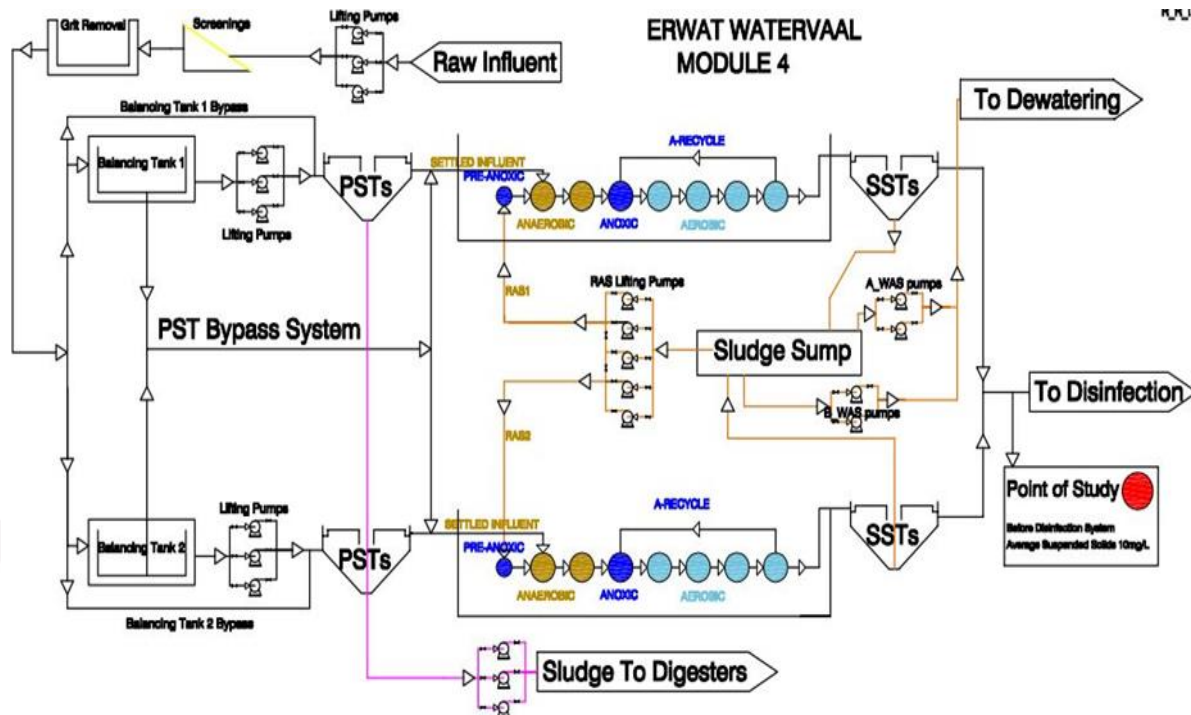 Grit Removal
Screenings
Lifting Pumps
Raw Influent
ERWAT WATERVAAL
MODULE 4
To Dewatering
Balancing Tank 1 Bypass
Balancing Tank 1
Lifting Pumps
PSTs
SETTLED INFLUENT
PRE-ANOXIC
ANAEROBIC
A-RECYCLE
ANOXIC
AEROBIC
SSTs
RAS1
RAS Lifting Pumps
A_WAS pumps
PST Bypass System
Sludge Sump
B_WAS pumps
To Disinfection
RAS2
Lifting Pumps
Balancing Tank 2
PSTs
SETTLED INFLUENT
PRE-ANOXIC
ANAEROBIC
A-RECYCLE
ANOXIC
AEROBIC
SSTs
Point of Study
Before Disinfection System
Average Suspended Solids 10mg/L
Balancing Tank 2 Bypass
Sludge To Digesters